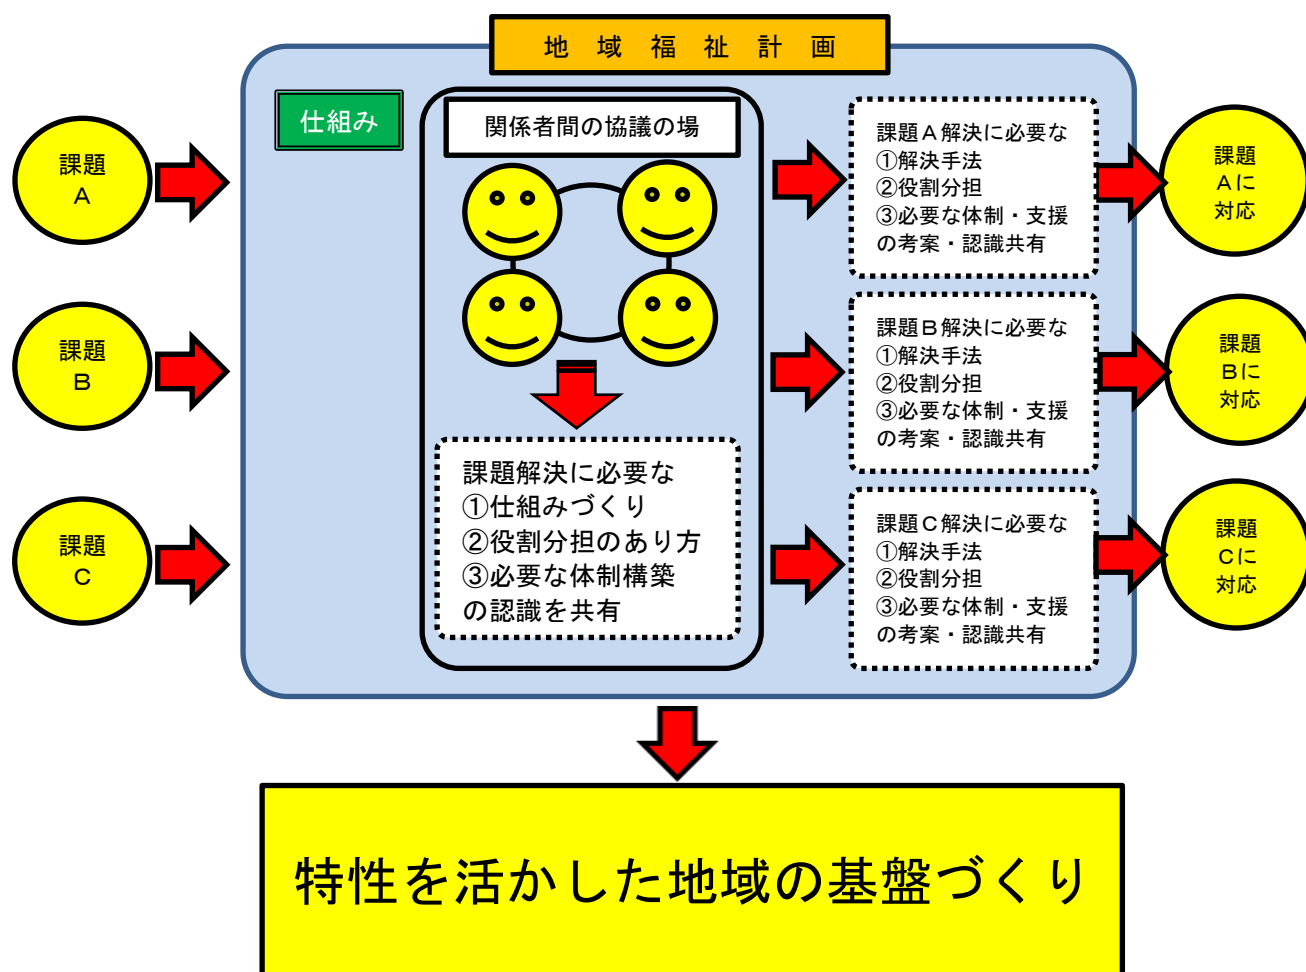 地域福祉計画
仕組み
関係者間の協議の場
課題
Ａ
課題
Ｂ
課題
Ｃ
課題解決に必要な
①仕組みづくり
②役割分担のあり方
③必要な体制構築
の認識を共有
課題Ａ解決に必要な
①解決手法
②役割分担
③必要な体制・支援
の考案・認識共有
課題Ｂ解決に必要な
①解決手法
②役割分担
③必要な体制・支援
の考案・認識共有
課題Ｃ解決に必要な
①解決手法
②役割分担
③必要な体制・支援
の考案・認識共有
課題
Ａに
対応
課題
Ｂに
対応
課題
Ｃに
対応
特性を活かした地域の基盤づくり